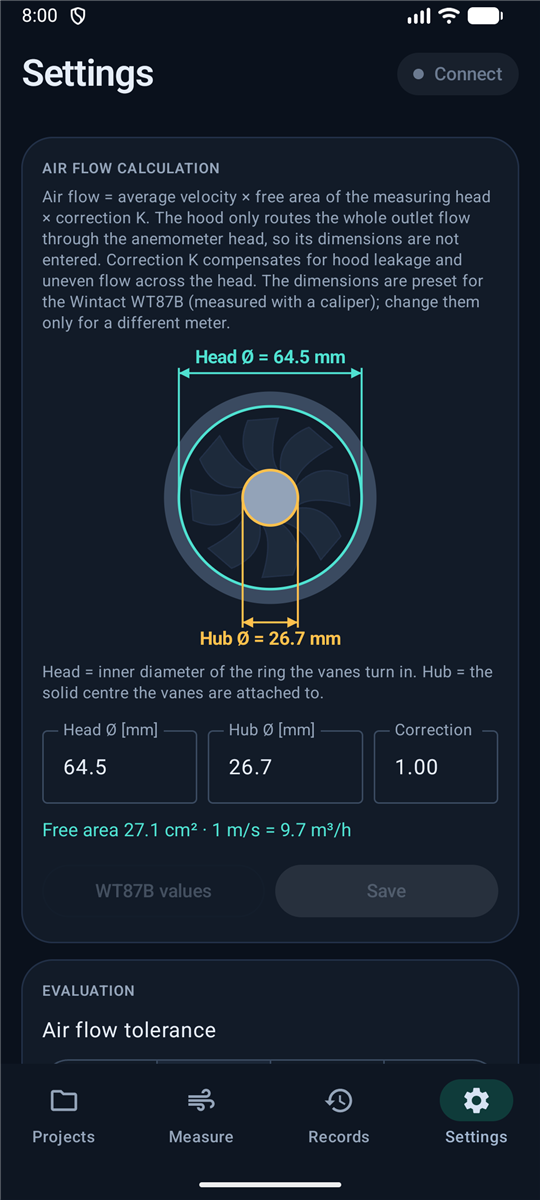 8:00
Settings
Connect
AIR FLOW CALCULATION
Air flow = average velocity × free area of the measuring head
× correction K. The hood only routes the whole outlet flow
through the anemometer head, so its dimensions are not
entered. Correction K compensates for hood leakage and
uneven flow across the head. The dimensions are preset for
the Wintact WT87B (measured with a caliper); change them
only for a different meter.
Head Ø = 64.5 mm
Hub Ø = 26.7 mm
Head = inner diameter of the ring the vanes turn in. Hub = the
solid centre the vanes are attached to.
Head Ø [mm]
64.5
Hub Ø [mm]
26.7
Correction
1.00
Free area 27.1 cm² · 1 m/s = 9.7 m³/h
WT87B values
Save
EVALUATION
Air flow tolerance
Projects
Measure
Records
Settings